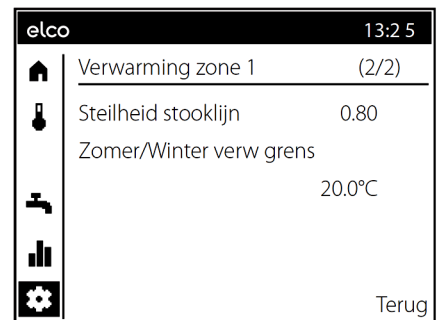 elco 13:2 5
Verwarming zone 1 (2/2)
Steilheid stooklijn 0.80
Zomer/Winter verw grens
20.0°C
Terug